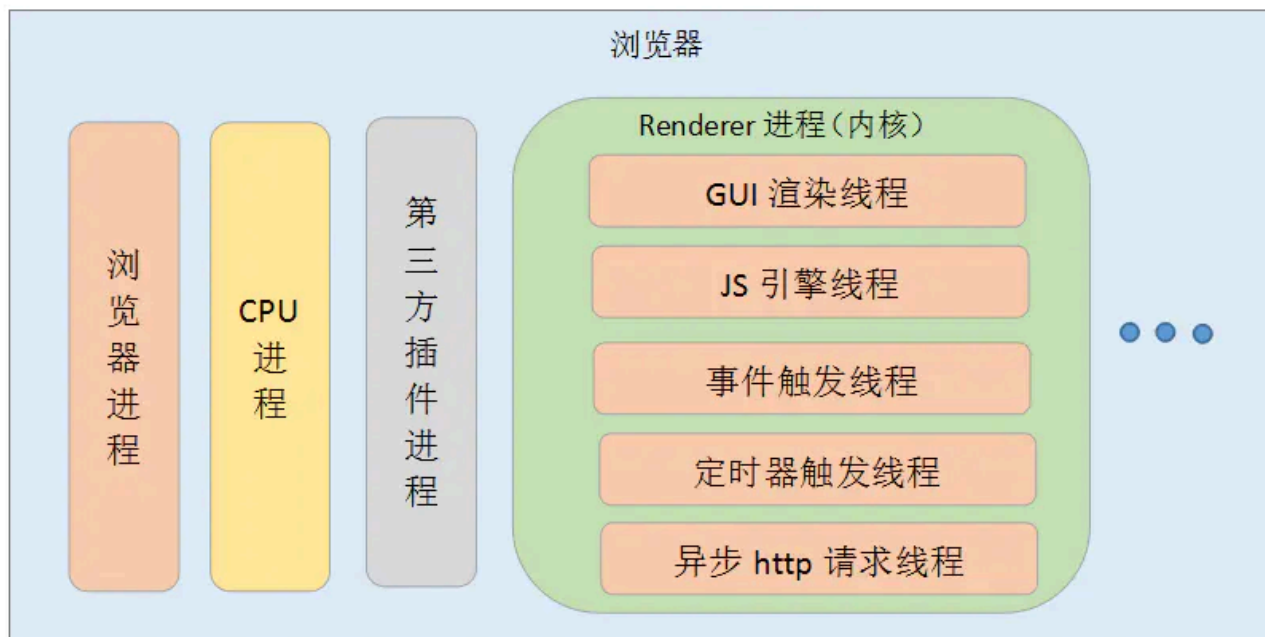 浏览器
浏览器进程
CPU
进
程
第三方插件进程
Renderer 进程（内核）
GUI 渲染线程
JS 引擎线程
事件触发线程
定时器触发线程
异步 http 请求线程